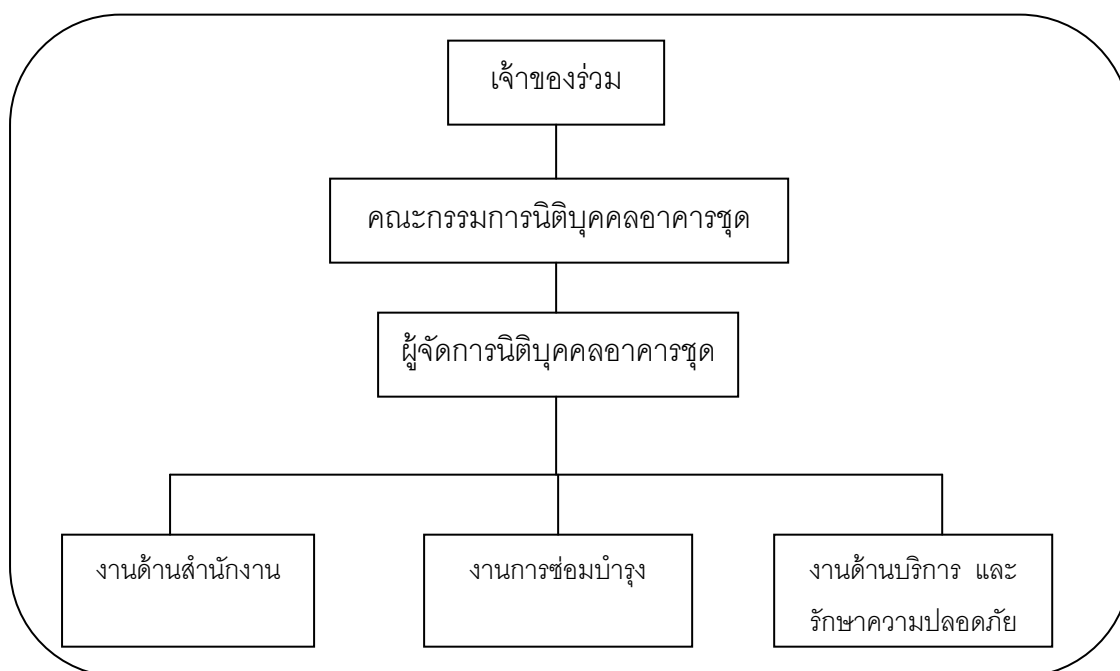 เจ้าของร่วม
คณะกรรมการนิติบุคคลอาคารชุด
ผู้จัดการนิติบุคคลอาคารชุด
งานด้านสำนักงาน
งานการซ่อมบำรุง
งานด้านบริการ และ
รักษาความปลอดภัย